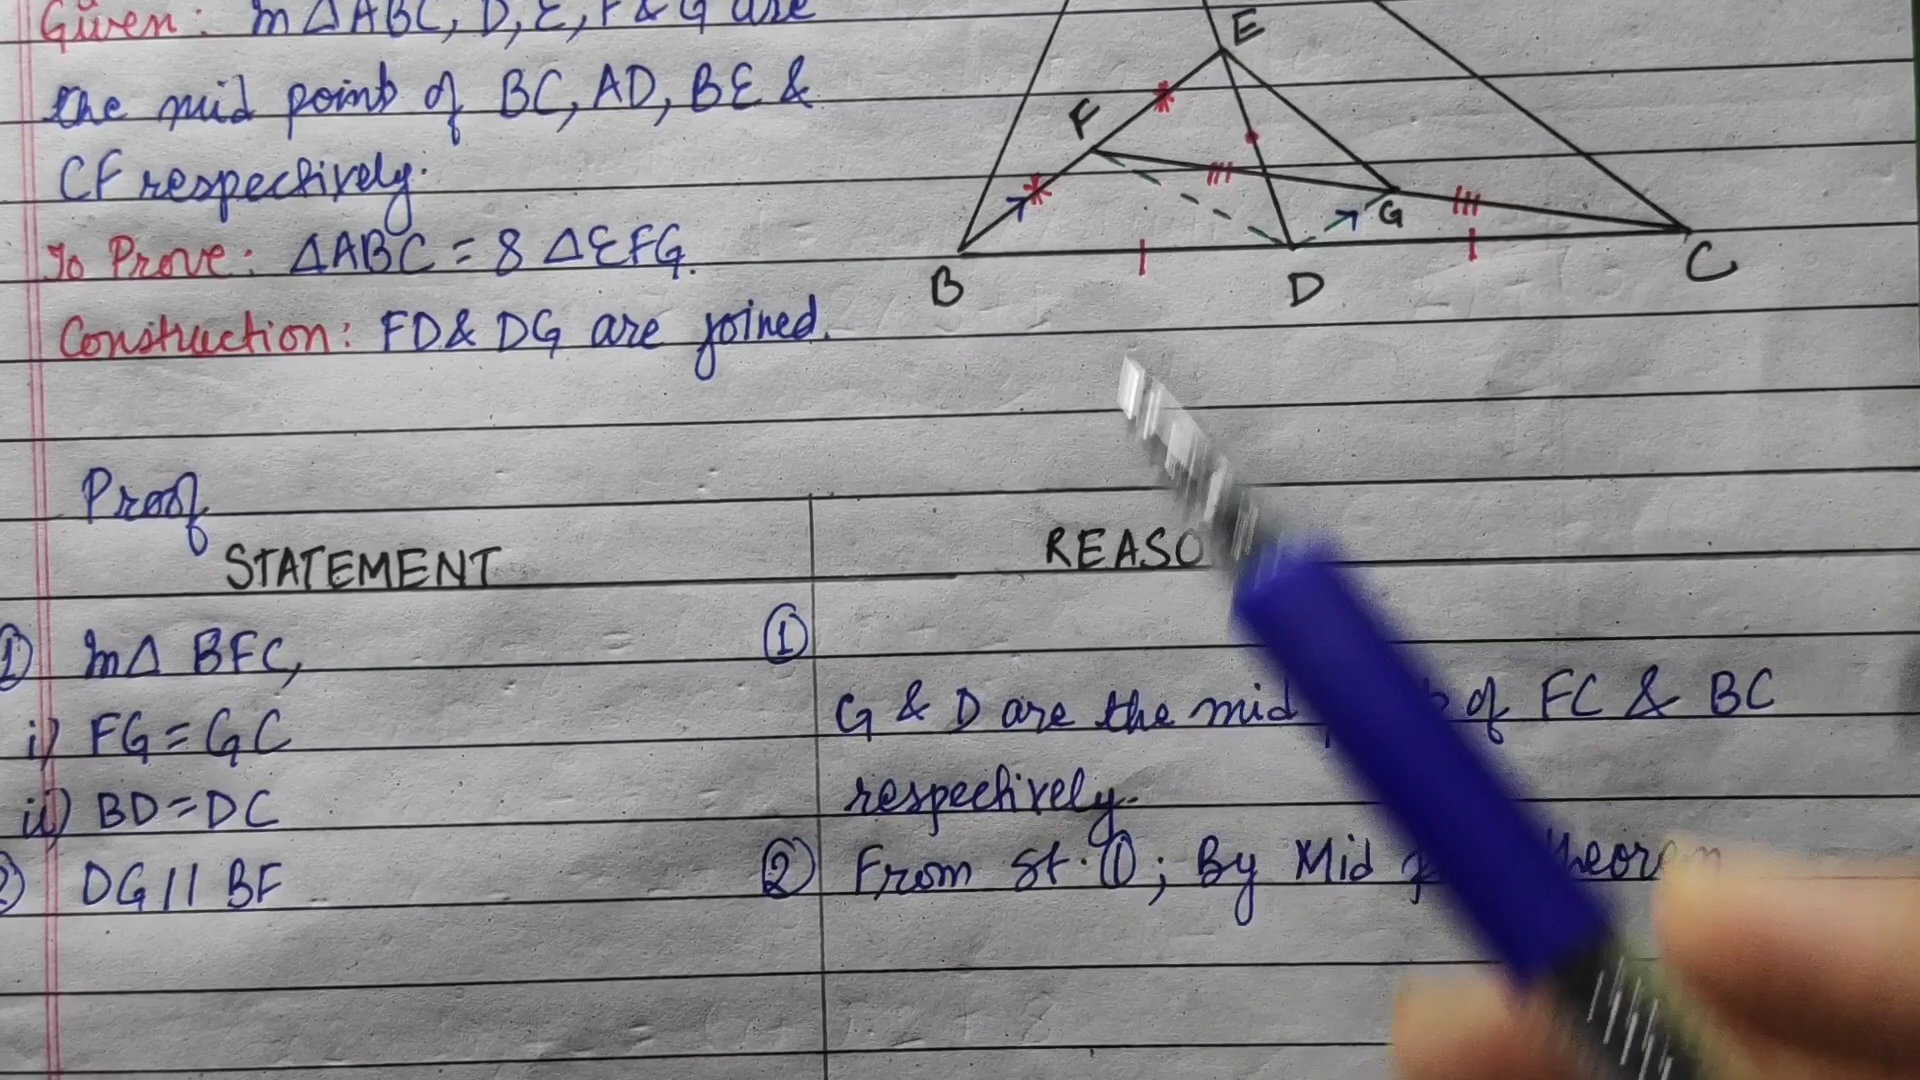 Given: In ΔABC, D, E, F & G are
the mid point of BC, AD, BE &
CF respectively.
To Prove: ΔABC = 8 ΔEFG.
Construction: FD & DG are joined.
E
F
G
B
D
C
Proof
STATEMENT
REASO
① In Δ BFC,
①
i) FG = GC
G & D are the mid of FC & BC
ii) BD = DC
respectively.
② DG // BF
② From St. ①; By Mid theorem